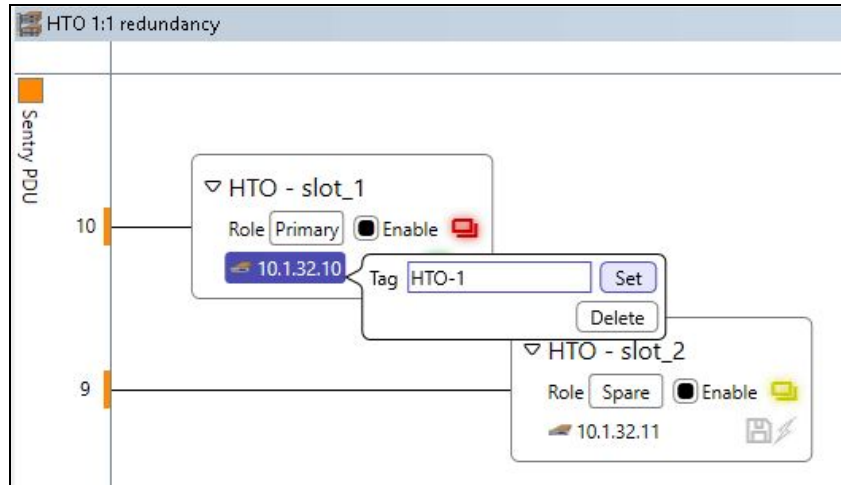 HTO 1:1 redundancy
Sentry PDU
10
HTO - slot_1
Role Primary Enable
10.1.32.10
Tag HTO-1 Set
Delete
9
HTO - slot_2
Role Spare Enable
10.1.32.11